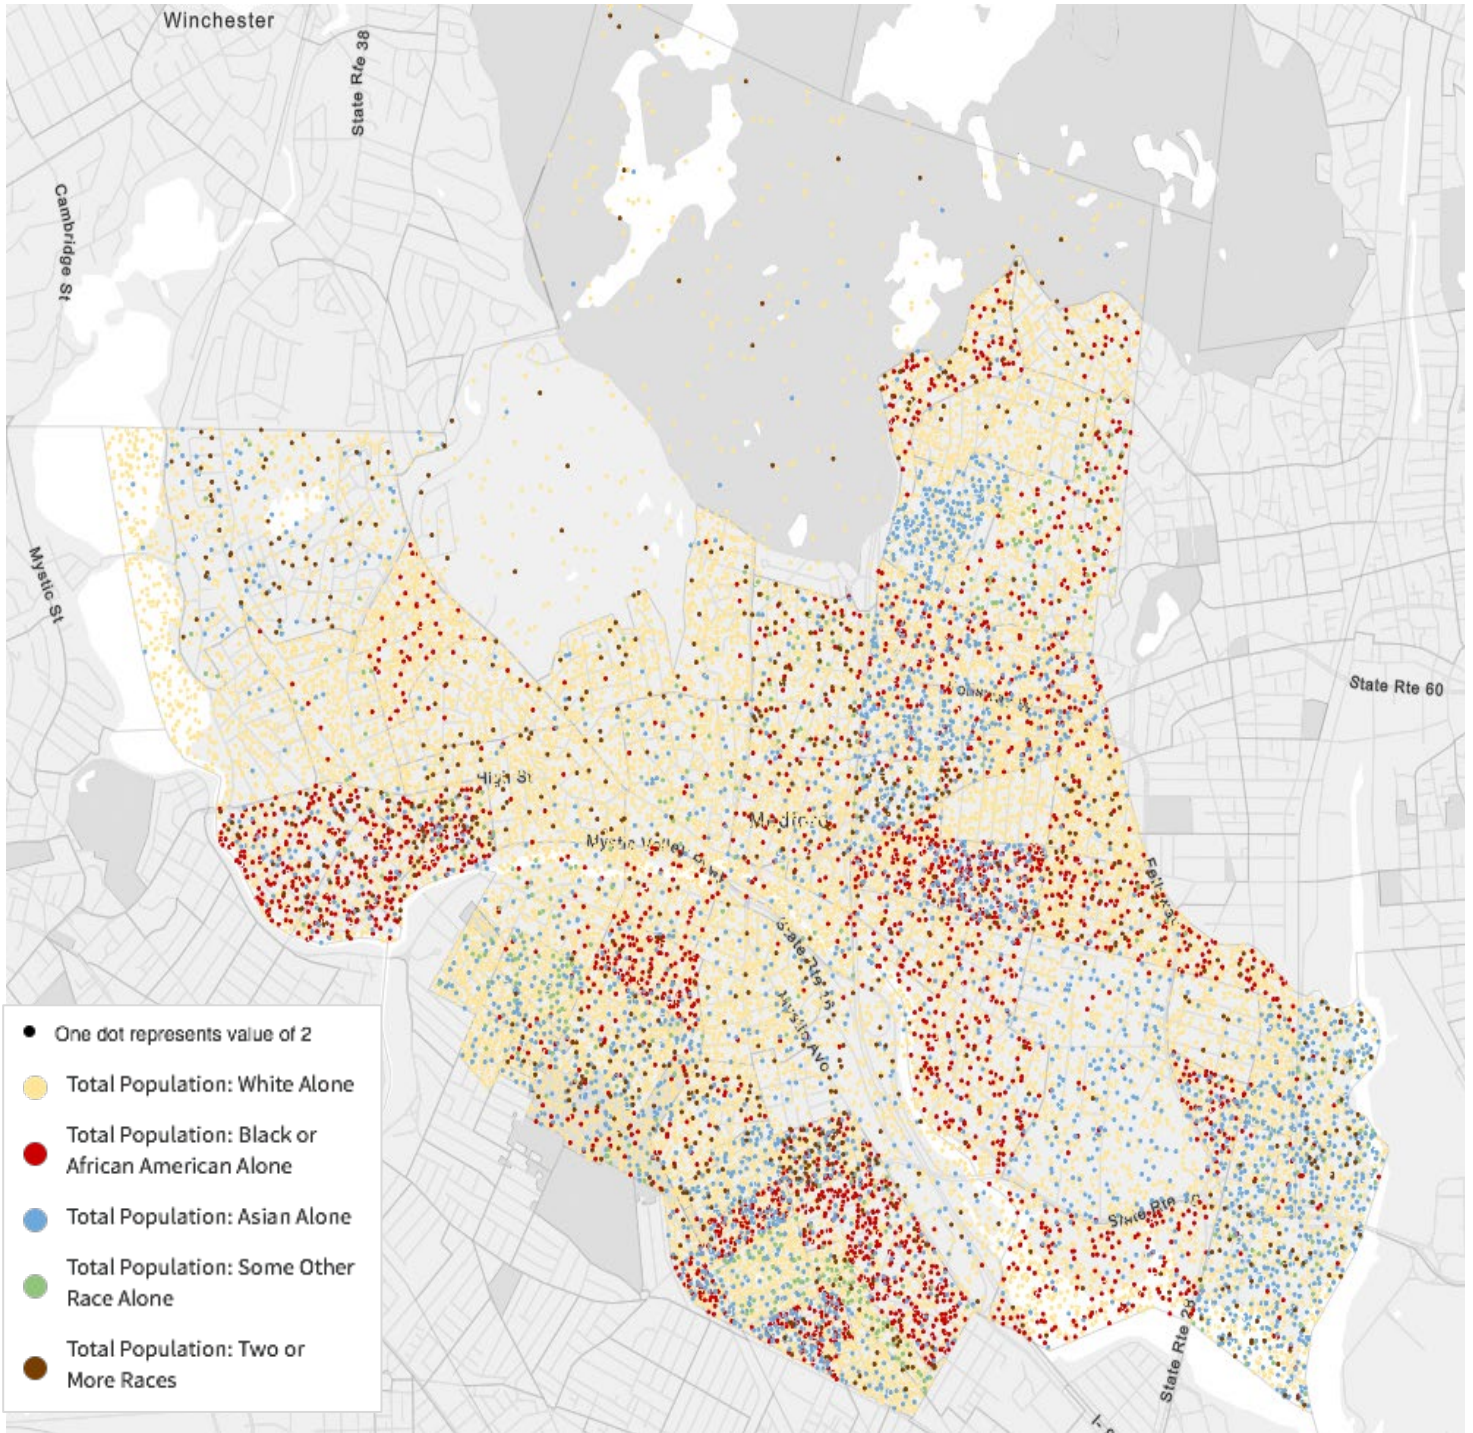 Winchester
State Rte 38
Cambridge St
Mystic St
State Rte 60
High St
Medford
Mystic Valley
State Rte
Mystic Ave
State Rte
State Rte 28
One dot represents value of 2
Total Population: White Alone
Total Population: Black or
African American Alone
Total Population: Asian Alone
Total Population: Some Other
Race Alone
Total Population: Two or
More Races